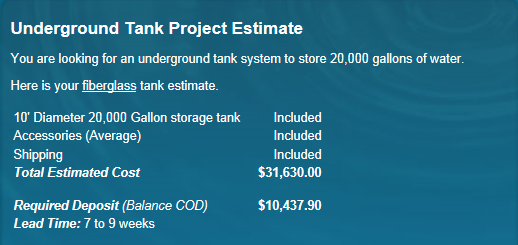 Underground Tank Project Estimate
You are looking for an underground tank system to store 20,000 gallons of water.
Here is your fiberglass tank estimate.
10' Diameter 20,000 Gallon storage tank Included
Accessories (Average) Included
Shipping Included
Total Estimated Cost $31,630.00
Required Deposit (Balance COD) $10,437.90
Lead Time: 7 to 9 weeks